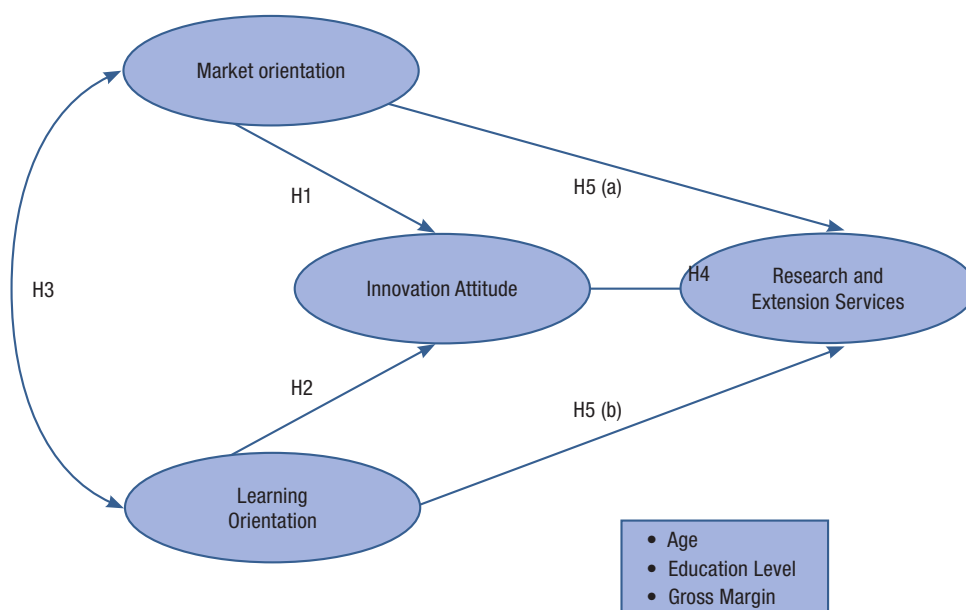 Market orientation
H1
H5 (a)
H3
Innovation Attitude
H4
Research and
Extension Services
H2
H5 (b)
Learning
Orientation
• Age
• Education Level
• Gross Margin